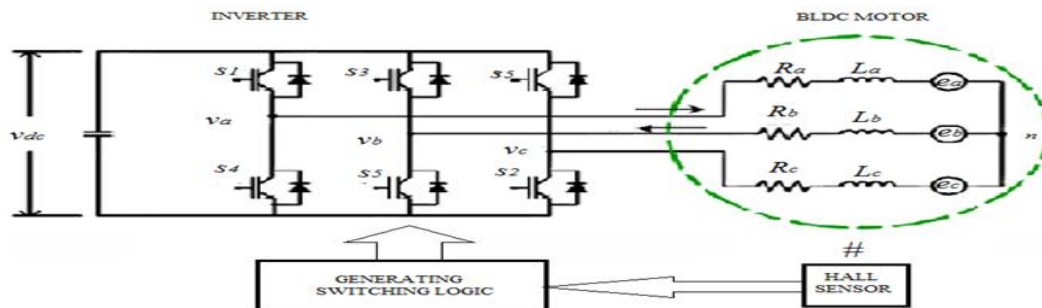 INVERTER
BLDC MOTOR
S1
S3
S5
Ra
La
ea
va
Rb
Lb
eb
n
vdc
vb
vc
S4
S5
S2
Rc
Lc
ec
#
GENERATING
SWITCHING LOGIC
HALL
SENSOR